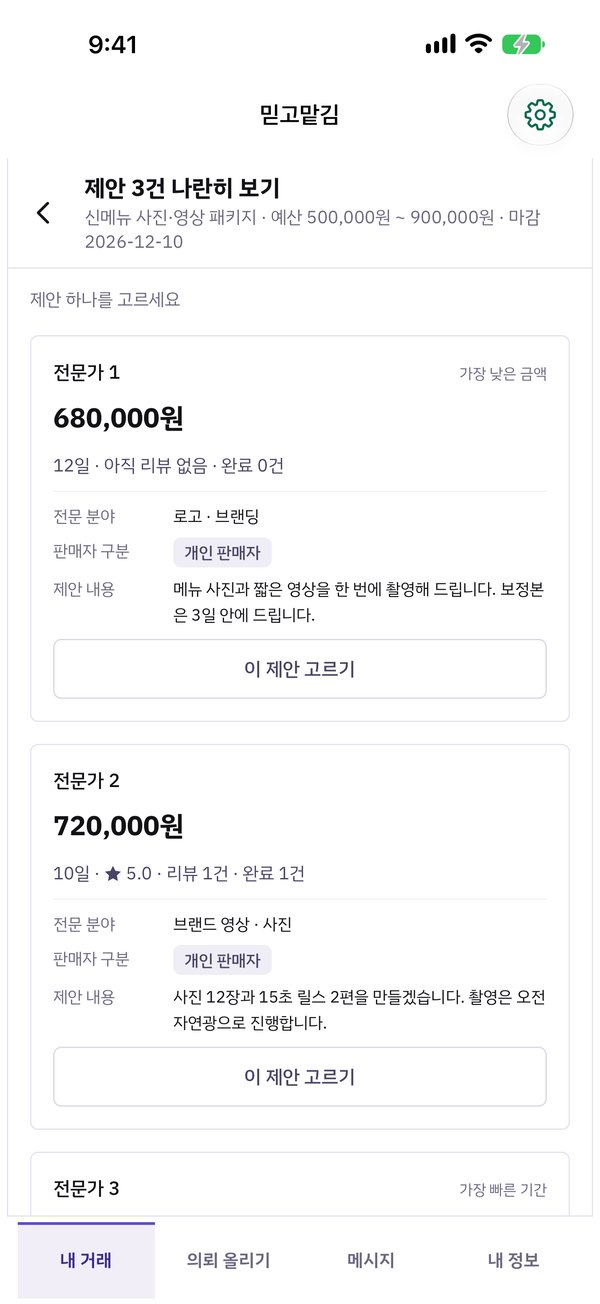 9:41
믿고맡김
제안 3건 나란히 보기
신메뉴 사진·영상 패키지 · 예산 500,000원 ~ 900,000원 · 마감
2026-12-10
제안 하나를 고르세요
전문가 1
가장 낮은 금액
680,000원
12일 · 아직 리뷰 없음 · 완료 0건
전문 분야
로고 · 브랜딩
판매자 구분
개인 판매자
제안 내용
메뉴 사진과 짧은 영상을 한 번에 촬영해 드립니다. 보정본
은 3일 안에 드립니다.
이 제안 고르기
전문가 2
720,000원
10일 · ★ 5.0 · 리뷰 1건 · 완료 1건
전문 분야
브랜드 영상 · 사진
판매자 구분
개인 판매자
제안 내용
사진 12장과 15초 릴스 2편을 만들겠습니다. 촬영은 오전
자연광으로 진행합니다.
이 제안 고르기
전문가 3
가장 빠른 기간
내 거래
의뢰 올리기
메시지
내 정보